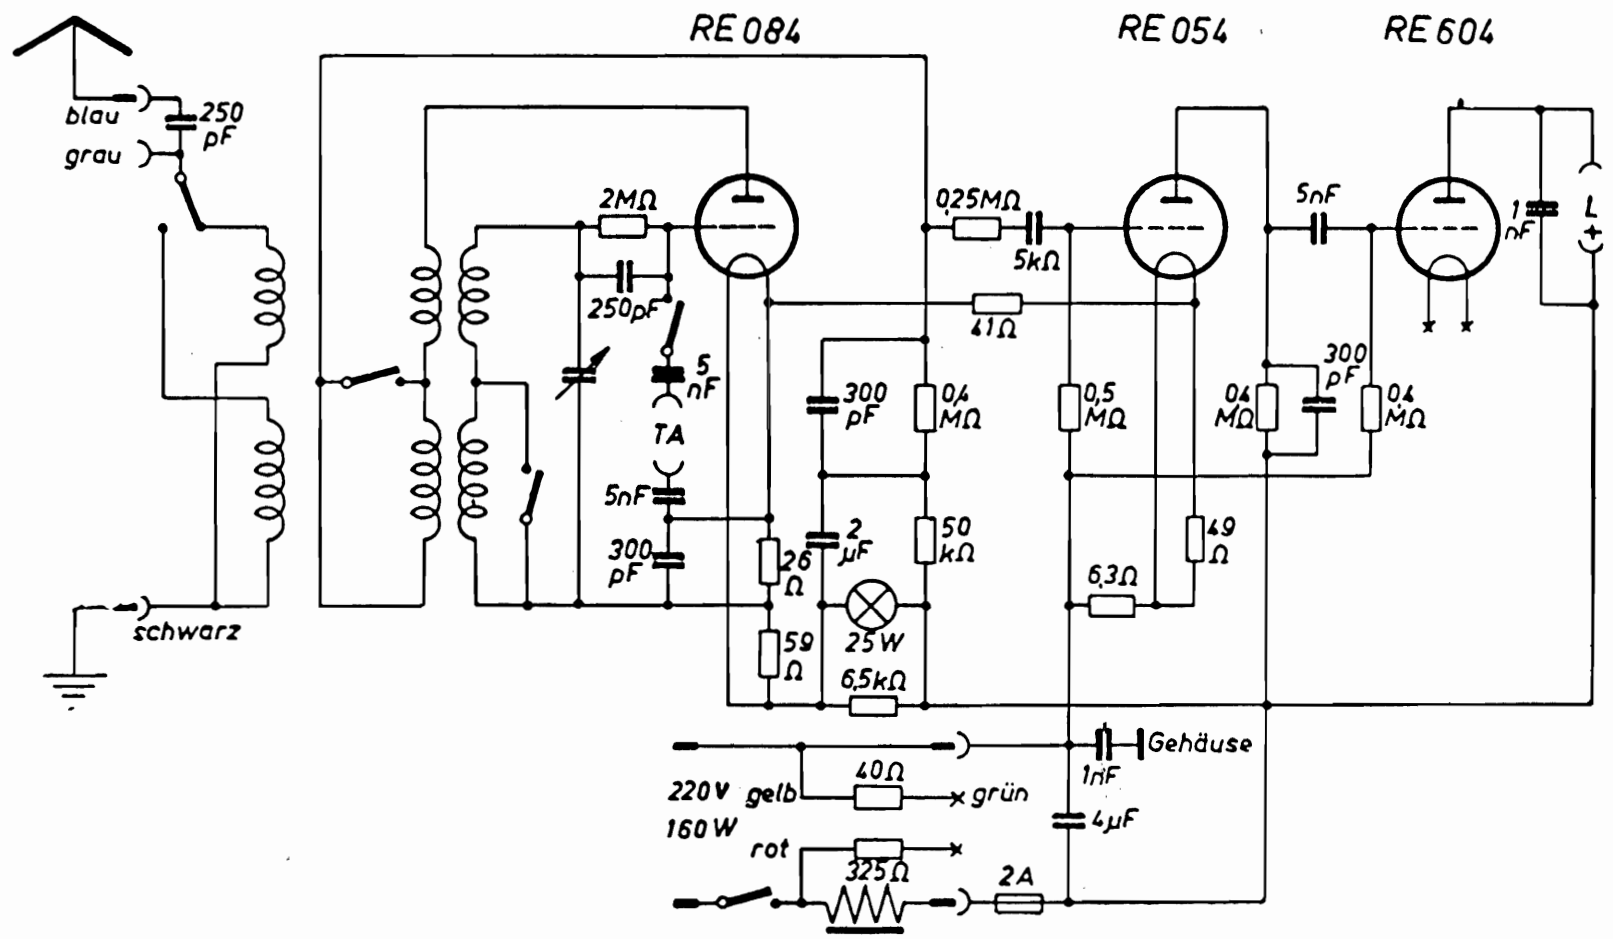 RE 084
RE 054
RE 604
blau
250
pF
grau
2MΩ
0,25MΩ
5nF
1
nF
L
+
5kΩ
250pF
41Ω
5
nF
300
pF
0,4
MΩ
0,5
MΩ
04
MΩ
300
pF
0,4
MΩ
TA
5nF
2
µF
50
kΩ
49
Ω
300
pF
26
Ω
6,3Ω
schwarz
59
Ω
25W
6,5kΩ
Gehäuse
1nF
40Ω
220V gelb
grün
160W
4µF
rot
325Ω
2A